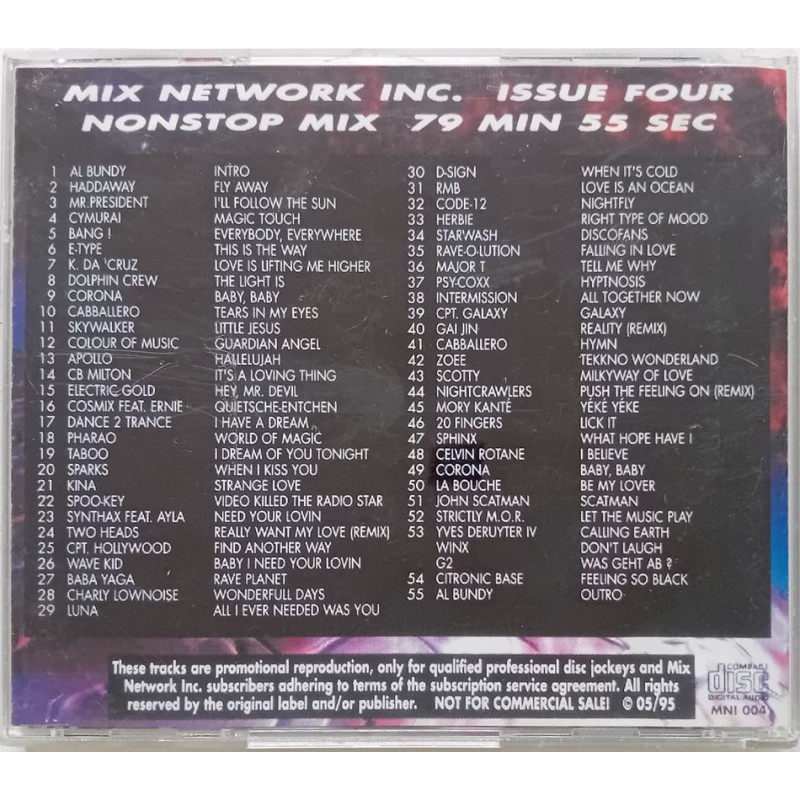 MIX NETWORK INC. ISSUE FOUR
NONSTOP MIX 79 MIN 55 SEC
1 AL BUNDY INTRO
2 HADDAWAY FLY AWAY
3 MR.PRESIDENT I'LL FOLLOW THE SUN
4 CYMURAI MAGIC TOUCH
5 BANG ! EVERYBODY, EVERYWHERE
6 E-TYPE THIS IS THE WAY
7 K. DA 'CRUZ LOVE IS LIFTING ME HIGHER
8 DOLPHIN CREW THE LIGHT IS
9 CORONA BABY, BABY
10 CABBALLERO TEARS IN MY EYES
11 SKYWALKER LITTLE JESUS
12 COLOUR OF MUSIC GUARDIAN ANGEL
13 APOLLO HALLELUJAH
14 CB MILTON IT'S A LOVING THING
15 ELECTRIC GOLD HEY, MR. DEVIL
16 COSMIX FEAT. ERNIE QUIETSCHE-ENTCHEN
17 DANCE 2 TRANCE I HAVE A DREAM
18 PHARAO WORLD OF MAGIC
19 TABOO I DREAM OF YOU TONIGHT
20 SPARKS WHEN I KISS YOU
21 KINA STRANGE LOVE
22 SPOO-KEY VIDEO KILLED THE RADIO STAR
23 SYNTHAX FEAT. AYLA NEED YOUR LOVIN
24 TWO HEADS REALLY WANT MY LOVE (REMIX)
25 CPT. HOLLYWOOD FIND ANOTHER WAY
26 WAVE KID BABY I NEED YOUR LOVIN
27 BABA YAGA RAVE PLANET
28 CHARLY LOWNOISE WONDERFULL DAYS
29 LUNA ALL I EVER NEEDED WAS YOU
30 D-SIGN WHEN IT'S COLD
31 RMB LOVE IS AN OCEAN
32 CODE-12 NIGHTFLY
33 HERBIE RIGHT TYPE OF MOOD
34 STARWASH DISCOFANS
35 RAVE-O-LUTION FALLING IN LOVE
36 MAJOR T TELL ME WHY
37 PSY-COXX HYPTNOSIS
38 INTERMISSION ALL TOGETHER NOW
39 CPT. GALAXY GALAXY
40 GAI JIN REALITY (REMIX)
41 CABBALLERO HYMN
42 ZOEE TEKKNO WONDERLAND
43 SCOTTY MILKYWAY OF LOVE
44 NIGHTCRAWLERS PUSH THE FEELING ON (REMIX)
45 MORY KANTÉ YÉKÉ YÉKE
46 20 FINGERS LICK IT
47 SPHINX WHAT HOPE HAVE I
48 CELVIN ROTANE I BELIEVE
49 CORONA BABY, BABY
50 LA BOUCHE BE MY LOVER
51 JOHN SCATMAN SCATMAN
52 STRICTLY M.O.R. LET THE MUSIC PLAY
53 YVES DERUYTER IV CALLING EARTH
WINX DON'T LAUGH
G2 WAS GEHT AB ?
54 CITRONIC BASE FEELING SO BLACK
55 AL BUNDY OUTRO
These tracks are promotional reproduction, only for qualified professional disc jockeys and Mix
Network Inc. subscribers adhering to terms of the subscription service agreement. All rights
reserved by the original label and/or publisher. NOT FOR COMMERCIAL SALE! © 05/95
COMPACT
disc
DIGITAL AUDIO
MNI 004